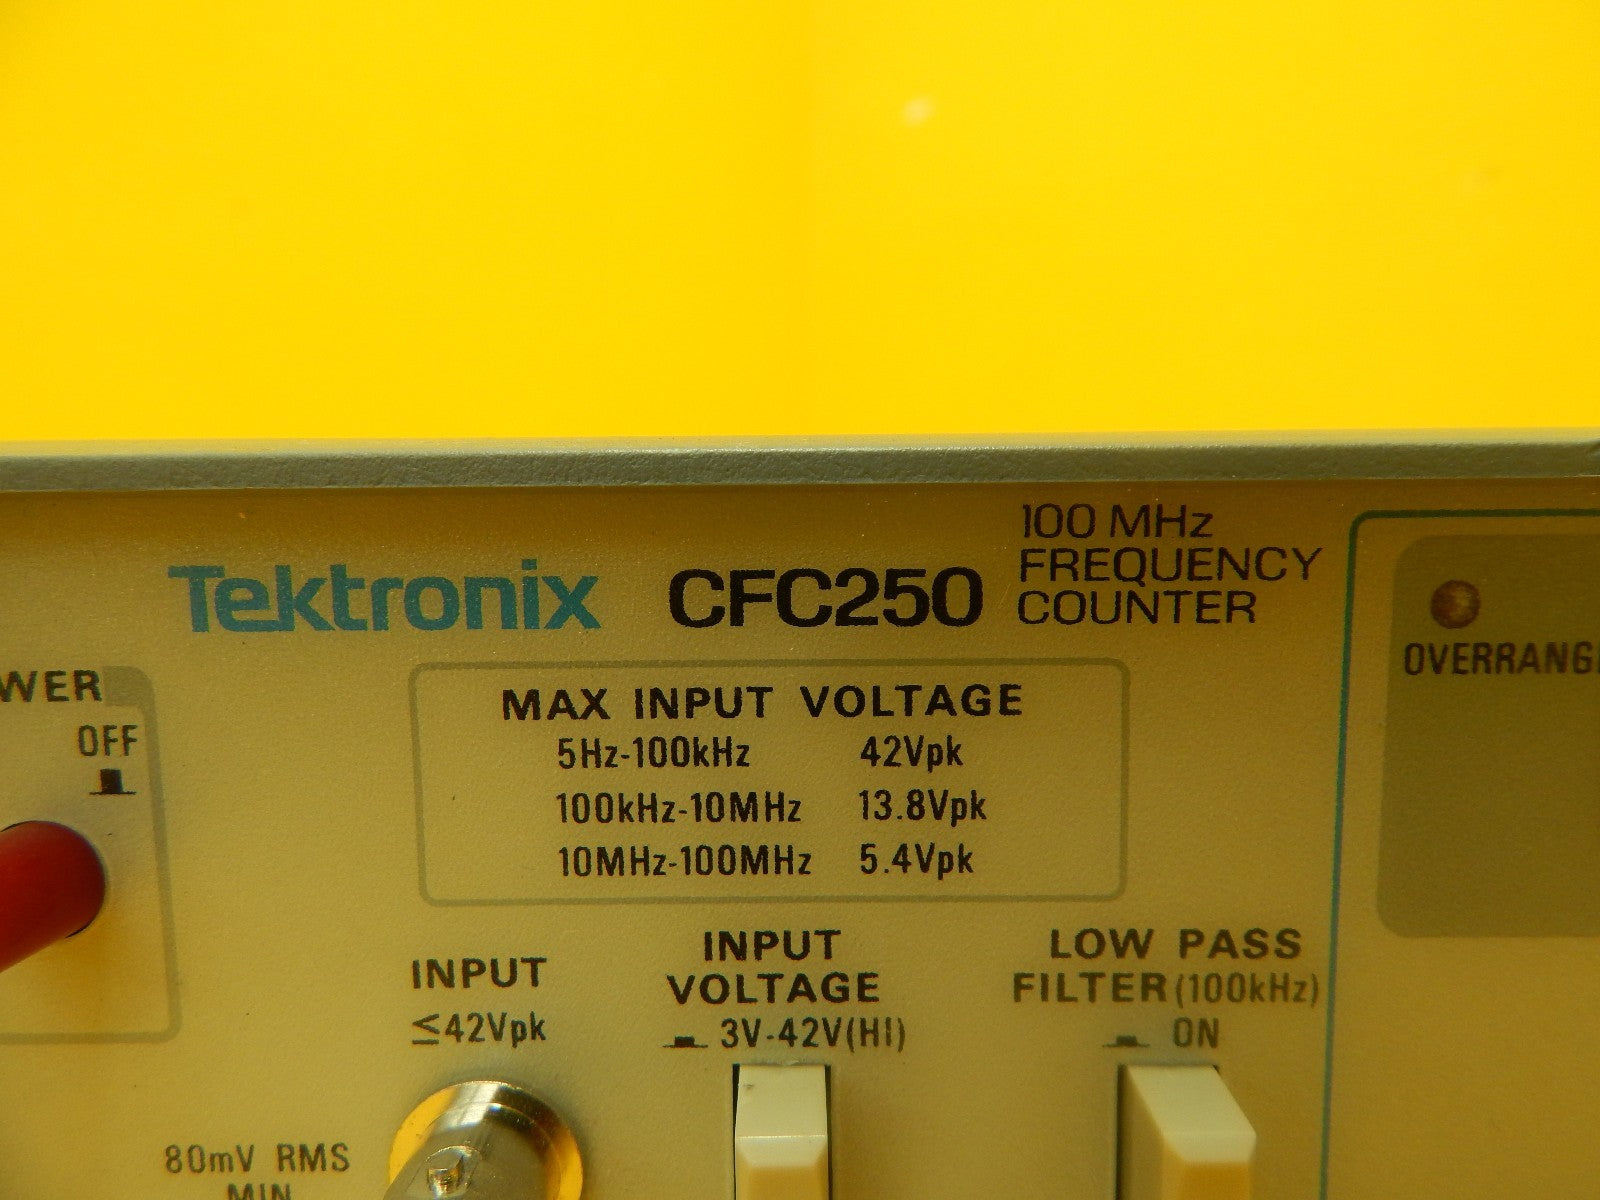 Tektronix CFC250 100 MHz
FREQUENCY
COUNTER
WER
OFF
MAX INPUT VOLTAGE
5Hz-100kHz 42Vpk
100kHz-10MHz 13.8Vpk
10MHz-100MHz 5.4Vpk
OVERRANG
INPUT
≤42Vpk
INPUT
VOLTAGE
3V-42V(HI)
LOW PASS
FILTER(100kHz)
ON
80mV RMS
MIN